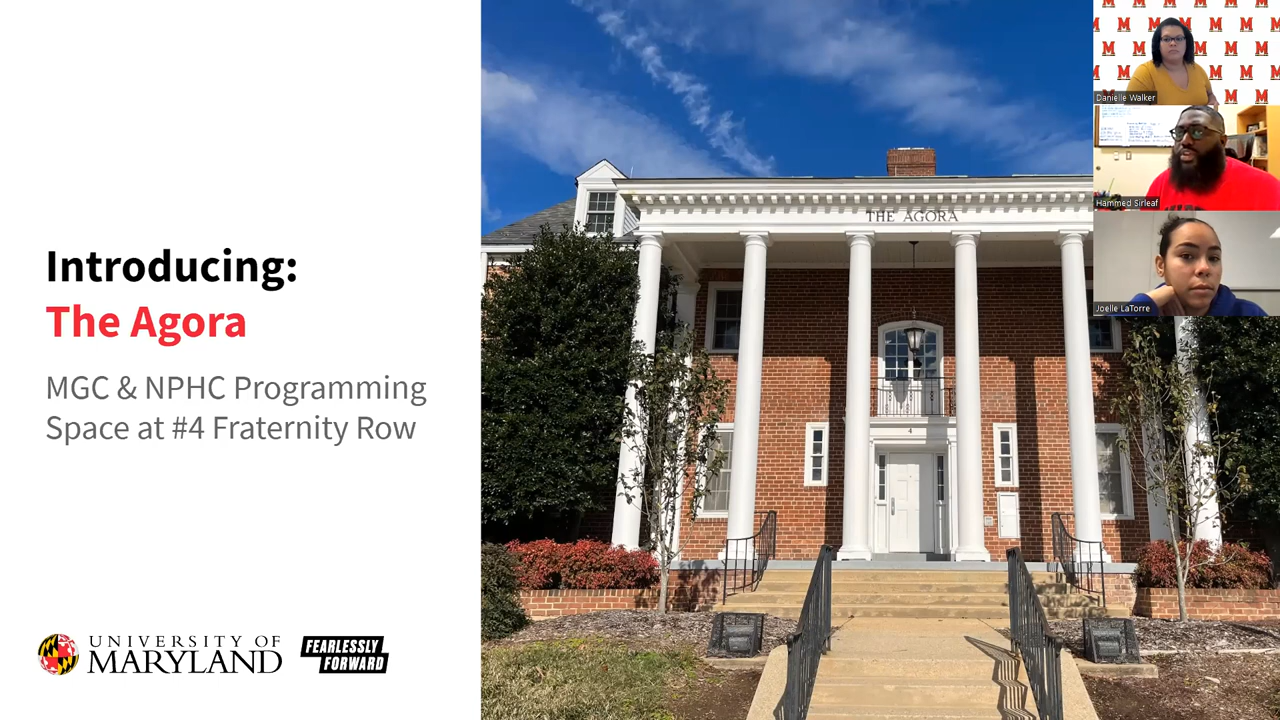 Introducing:
The Agora
MGC & NPHC Programming
Space at #4 Fraternity Row
UNIVERSITY OF
MARYLAND
FEARLESSLY
FORWARD
THE AGORA
4
Danielle Walker
Hammed Sirleaf
Joelle LaTorre